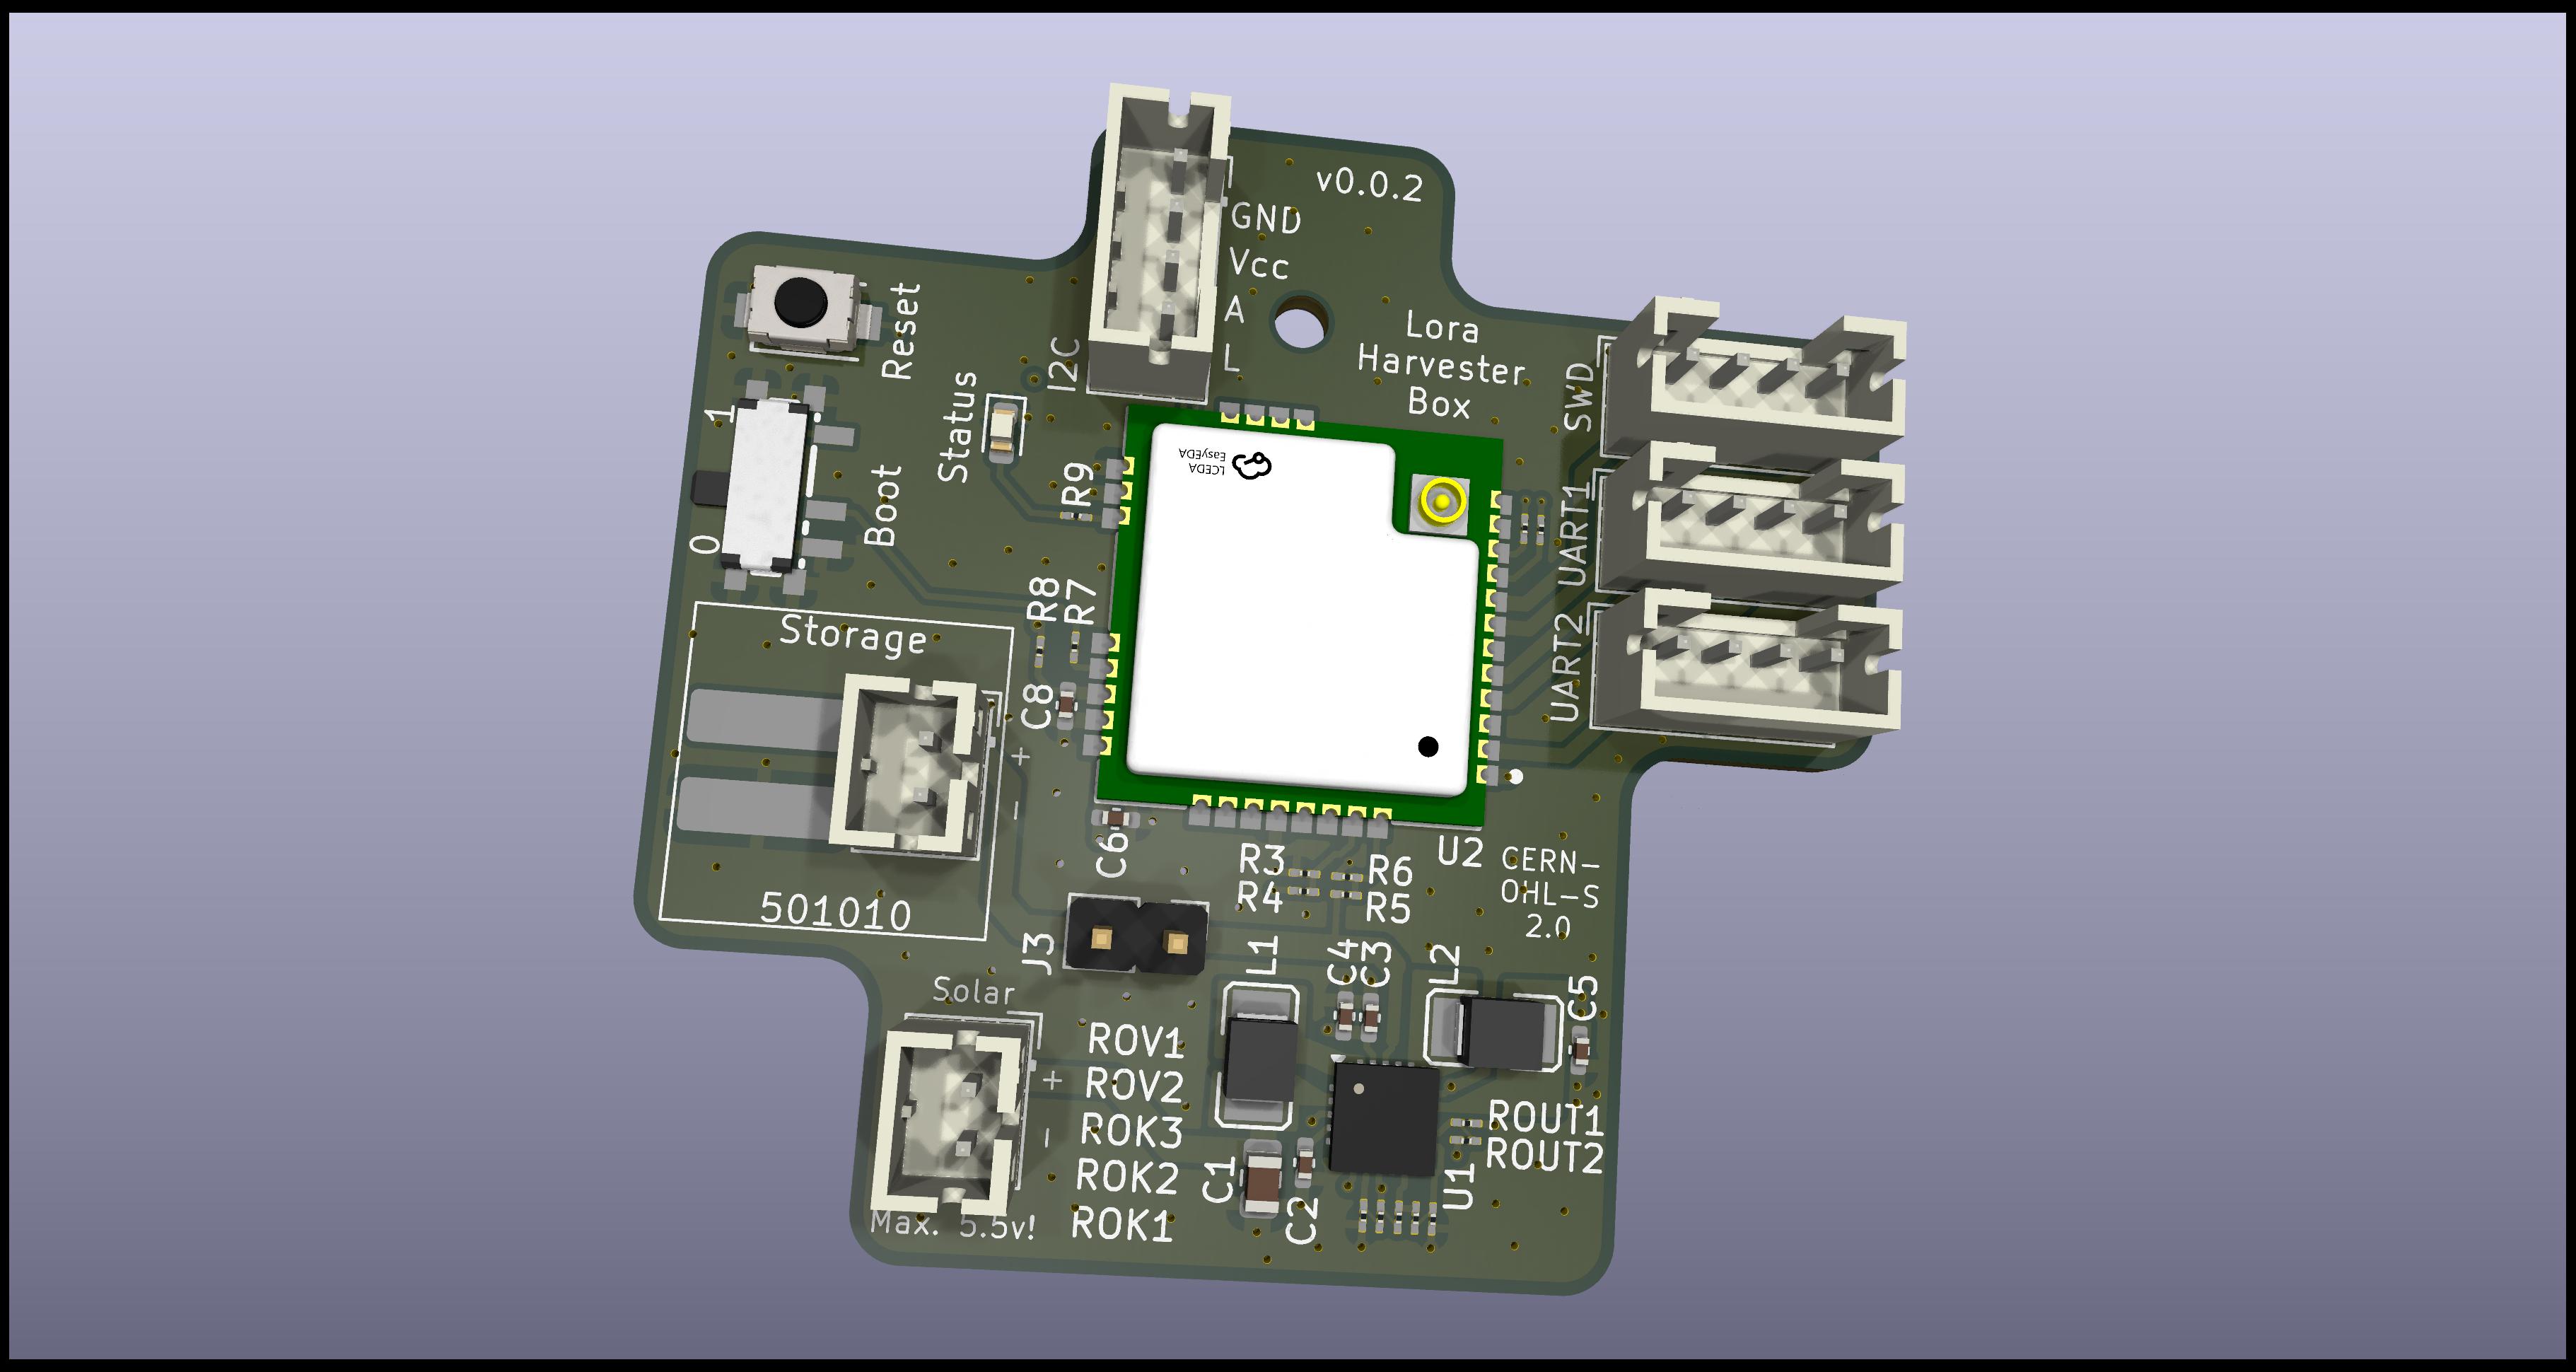 v0.0.2
GND
Vcc
A
L
I2C
Lora
Harvester
Box
Reset
Status
1
0
Boot
SWD
UART1
UART2
LCEDA
EasyEDA
R9
R8
R7
C8
Storage
+
-
501010
C6
R3
R4
R6
R5
U2
CERN-
OHL-S
2.0
J3
L1
C4
C3
L2
C5
Solar
+
-
Max. 5.5v!
ROV1
ROV2
ROK3
ROK2
ROK1
C1
C2
U1
ROUT1
ROUT2